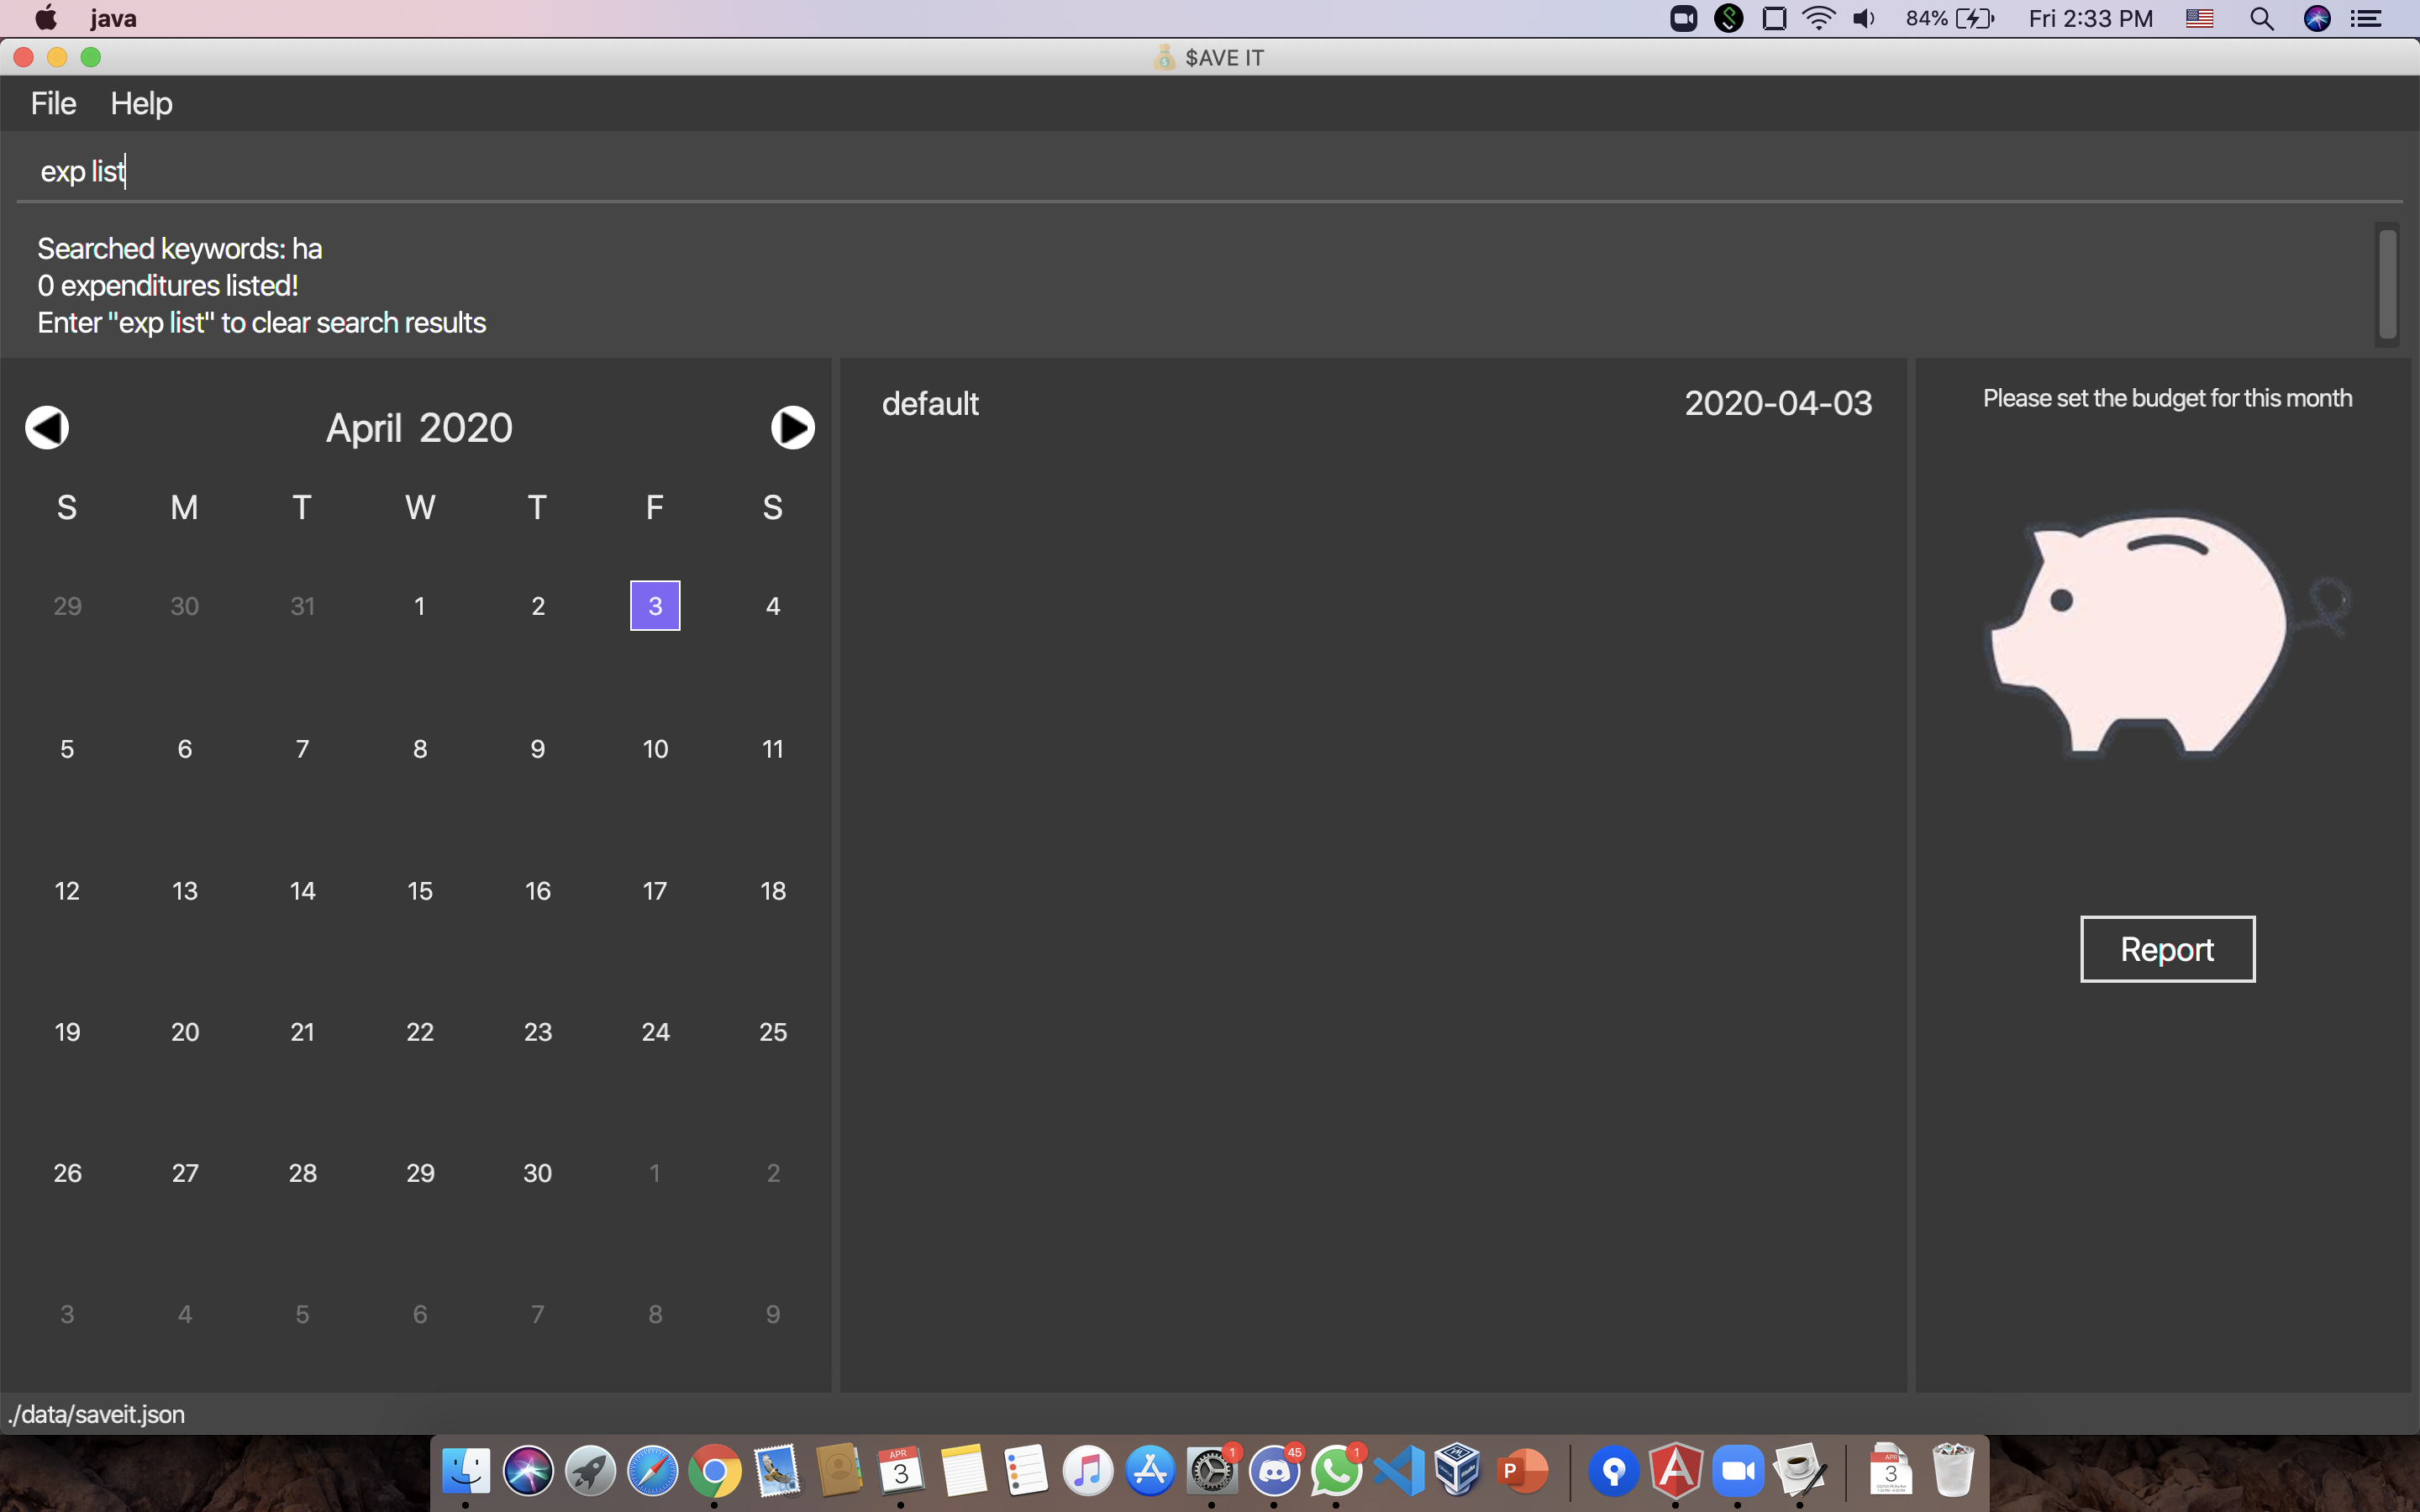 java 84% Fri 2:33 PM
$AVE IT
File Help
exp list
Searched keywords: ha
0 expenditures listed!
Enter "exp list" to clear search results
April 2020
S M T W T F S
29 30 31 1 2 3 4
5 6 7 8 9 10 11
12 13 14 15 16 17 18
19 20 21 22 23 24 25
26 27 28 29 30 1 2
3 4 5 6 7 8 9
default 2020-04-03
Please set the budget for this month
Report
./data/saveit.json
APR
3
1
45
1
P
APR
3